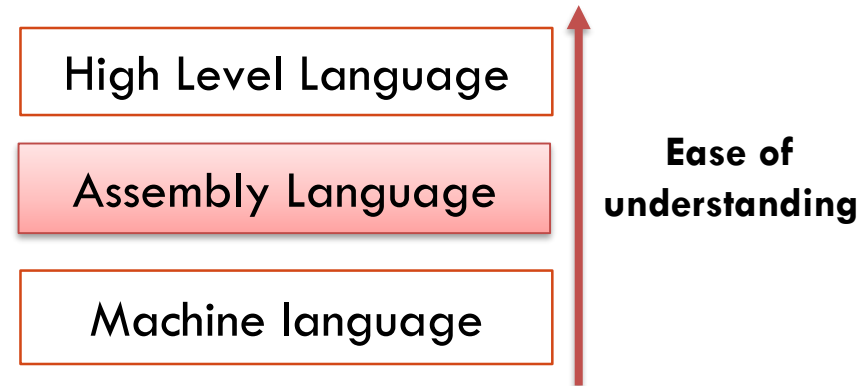 High Level Language
Assembly Language
Machine language
Ease of
understanding